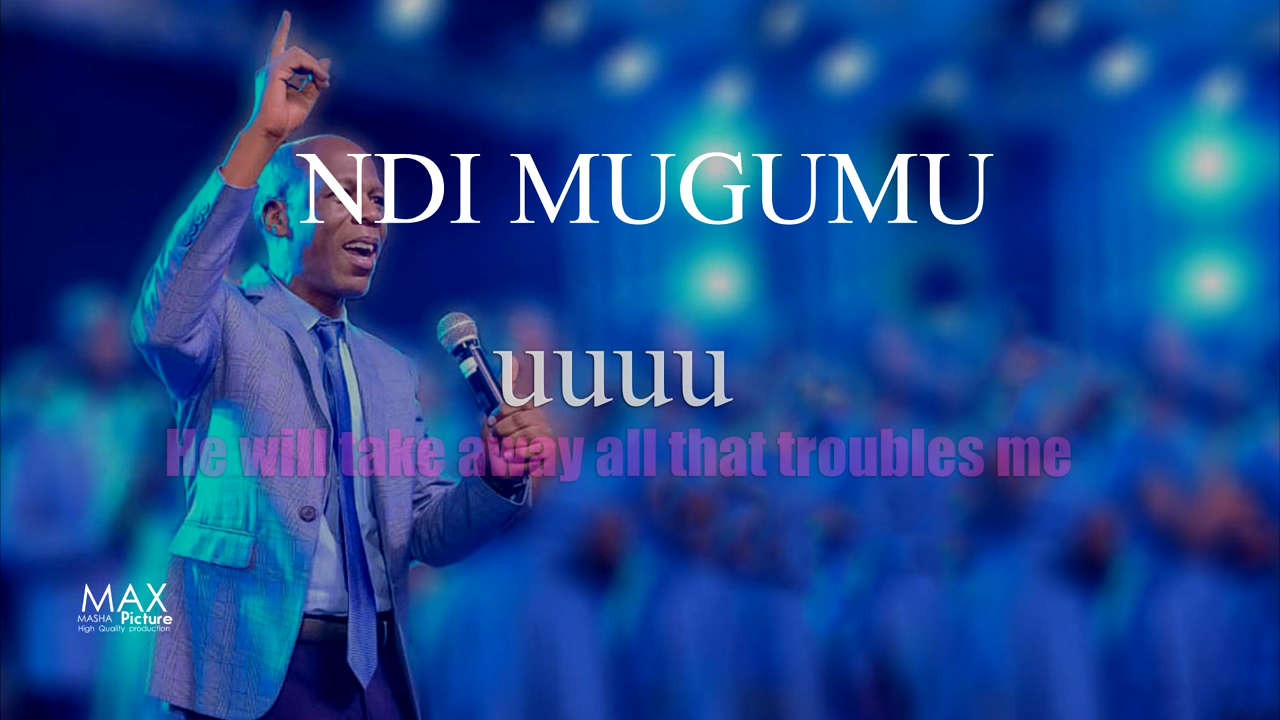 NDI MUGUMU
uuuu
He will take away all that troubles me
MAX
MASHA Picture
High Quality production